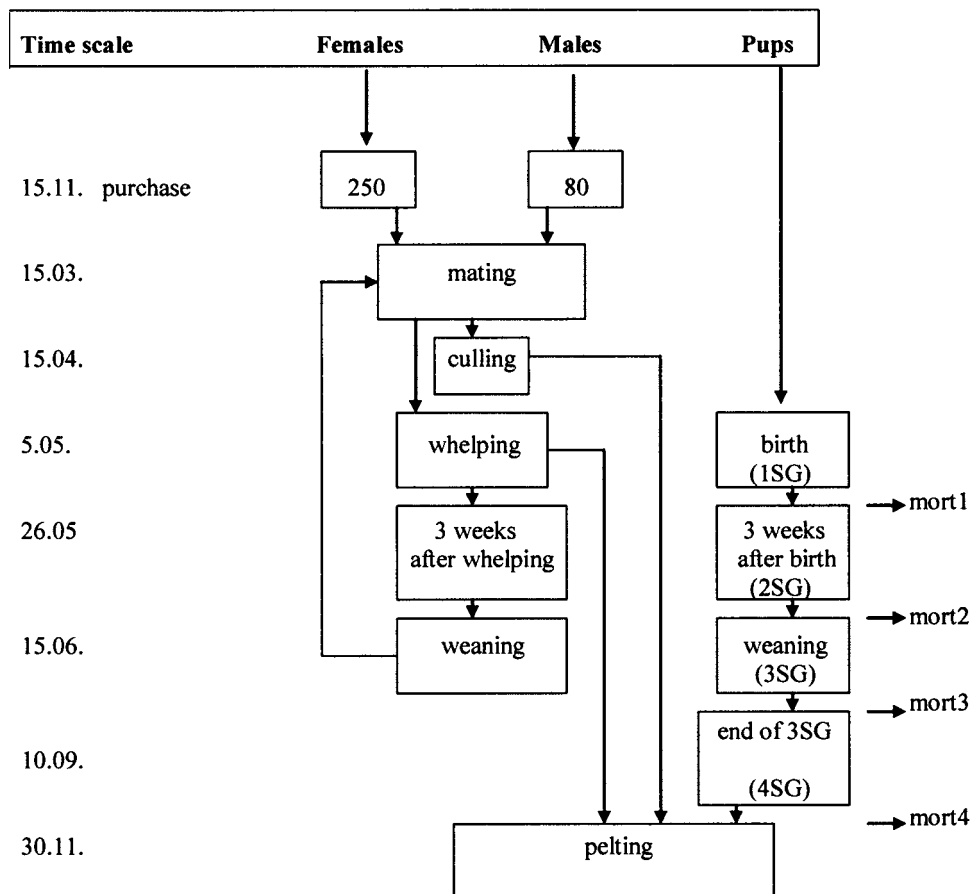 Time scale Females Males Pups
15.11. purchase 250 80
15.03. mating
15.04. culling
5.05. whelping birth
(1SG)
mort1
26.05 3 weeks 3 weeks
after whelping after birth
(2SG)
mort2
15.06. weaning weaning
(3SG)
mort3
end of 3SG
10.09.
(4SG)
mort4
30.11. pelting